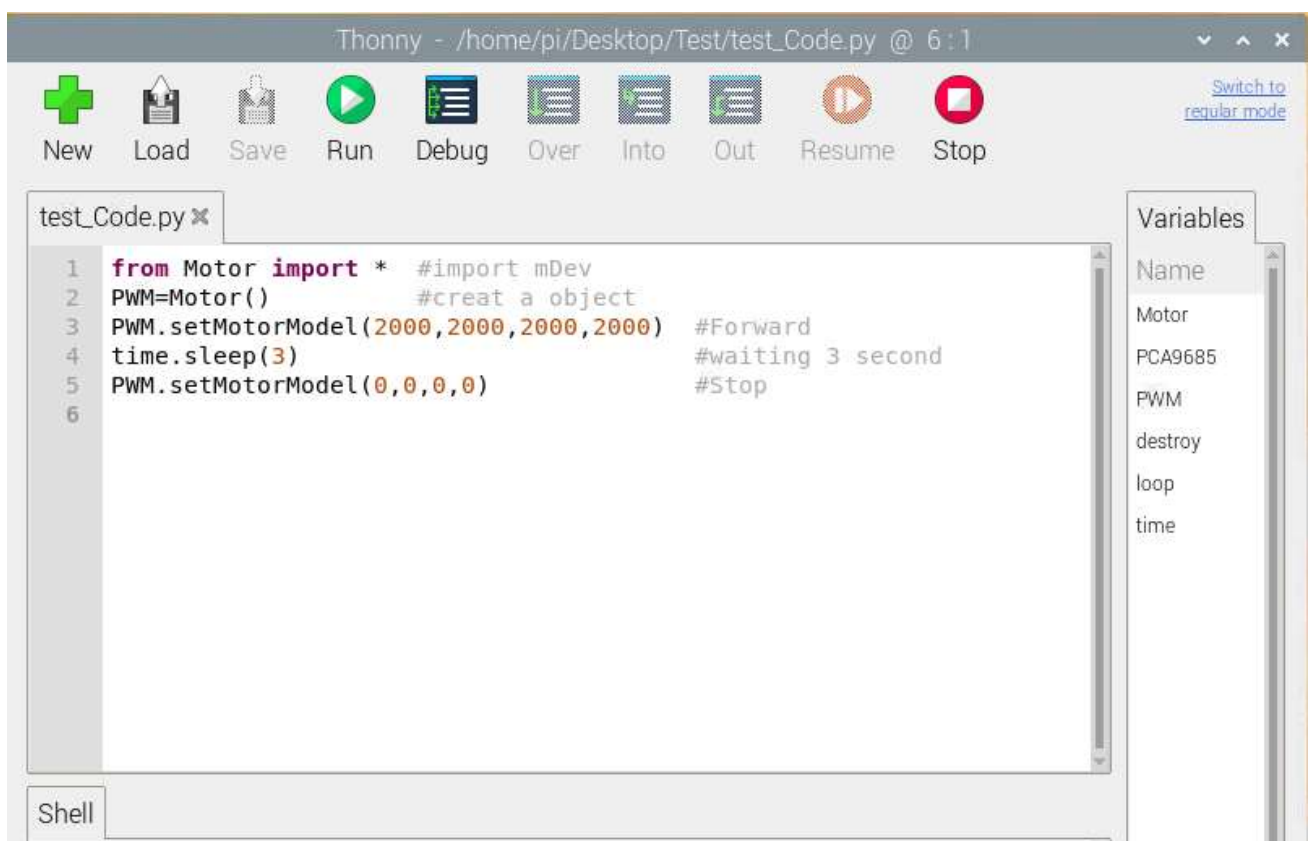 Thonny - /home/pi/Desktop/Test/test_Code.py @ 6:1
New Load Save Run Debug Over Into Out Resume Stop
Switch to
regular mode
test_Code.py
1 from Motor import * #import mDev
2 PWM=Motor() #creat a object
3 PWM.setMotorModel(2000,2000,2000,2000) #Forward
4 time.sleep(3) #waiting 3 second
5 PWM.setMotorModel(0,0,0,0) #Stop
6
Variables
Name
Motor
PCA9685
PWM
destroy
loop
time
Shell